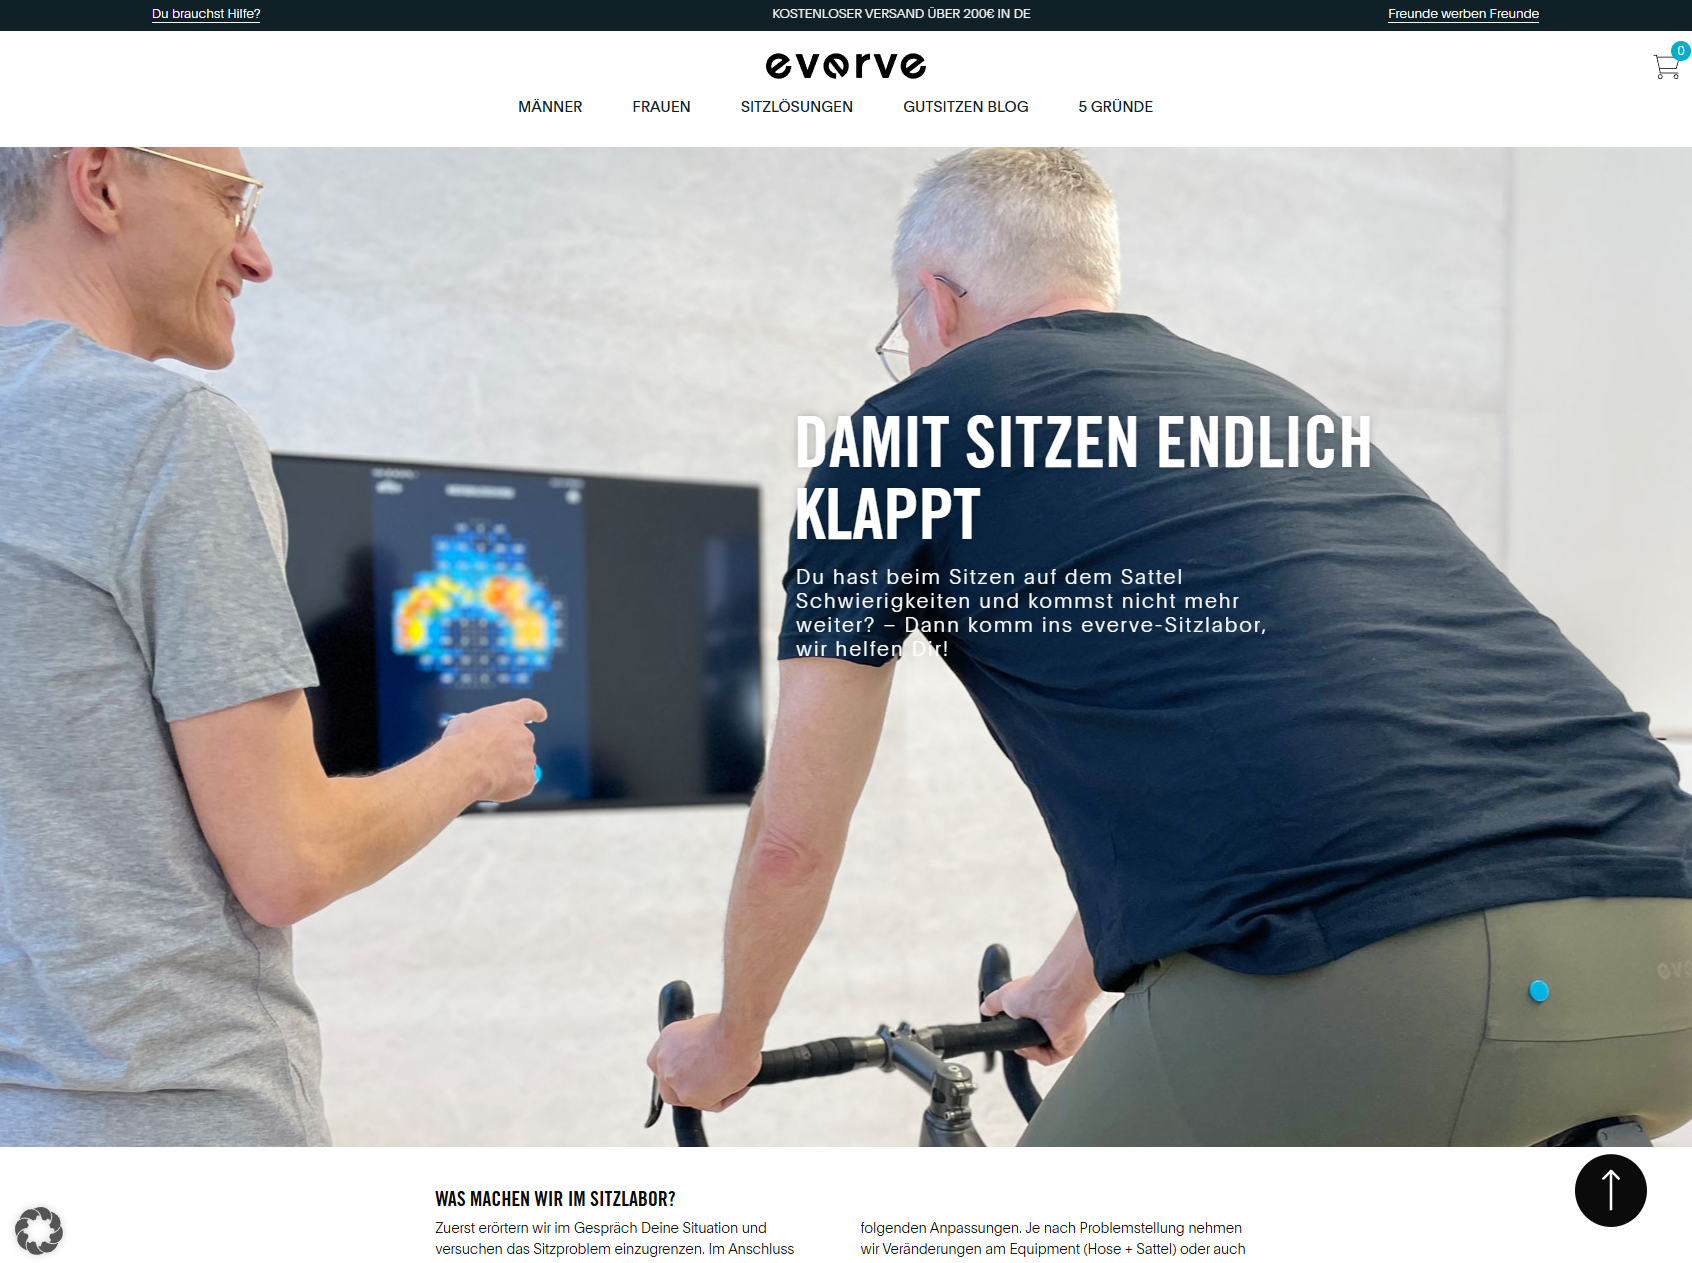 Du brauchst Hilfe?
KOSTENLOSER VERSAND ÜBER 200€ IN DE
Freunde werben Freunde
everve
0
MÄNNER
FRAUEN
SITZLÖSUNGEN
GUTSITZEN BLOG
5 GRÜNDE
DAMIT SITZEN ENDLICH
KLAPPT
Du hast beim Sitzen auf dem Sattel
Schwierigkeiten und kommst nicht mehr
weiter? – Dann komm ins everve-Sitzlabor,
wir helfen Dir!
WAS MACHEN WIR IM SITZLABOR?
Zuerst erörtern wir im Gespräch Deine Situation und
versuchen das Sitzproblem einzugrenzen. Im Anschluss
folgenden Anpassungen. Je nach Problemstellung nehmen
wir Veränderungen am Equipment (Hose + Sattel) oder auch